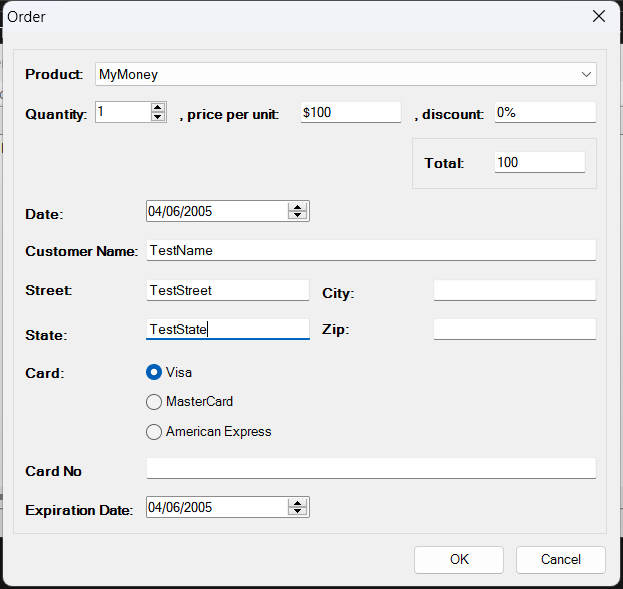 Order
Product: MyMoney
Quantity: 1 , price per unit: $100 , discount: 0%
Total: 100
Date: 04/06/2005
Customer Name: TestName
Street: TestStreet City:
State: TestState Zip:
Card: Visa
MasterCard
American Express
Card No
Expiration Date: 04/06/2005
OK Cancel